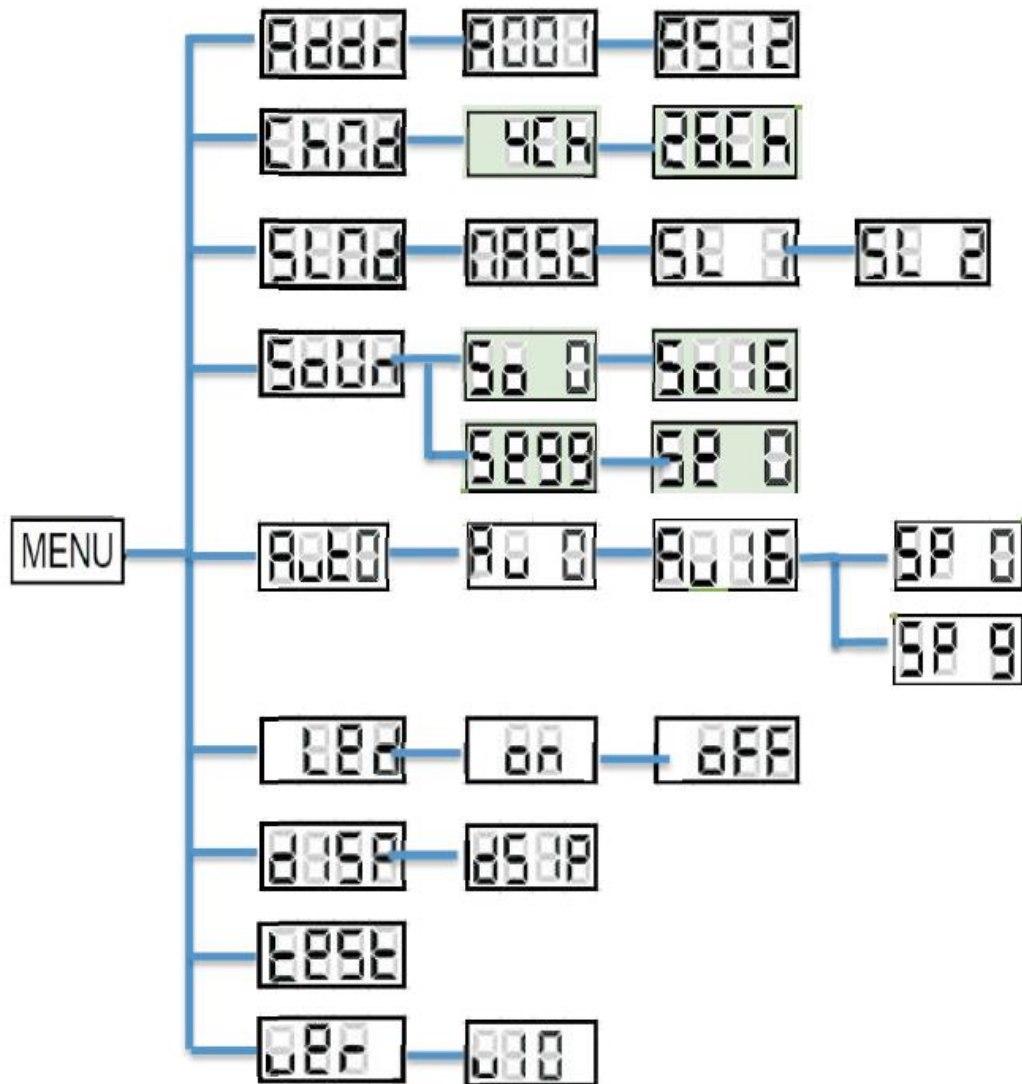 Addr A001 A512
ChNd 4Ch 26Ch
SLNd NASt SL 1 SL 2
SoUn So 0 So16
SE99 SE 0
MENU
Auto Au 0 Au16 SP 0
SP 9
Led on oFF
dISP dSIP
tESt
uEr u10